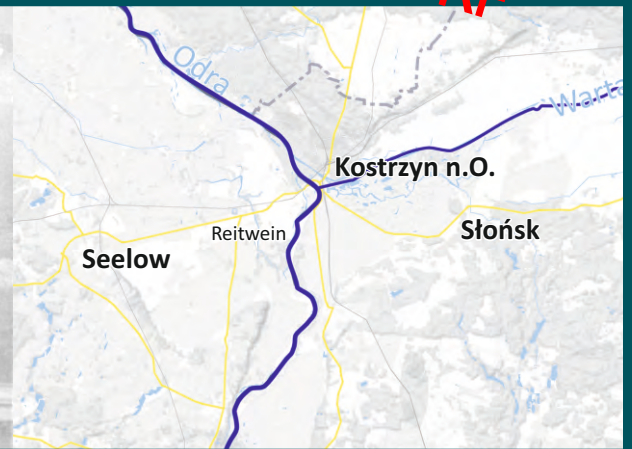 Odra
Warta
Kostrzyn n.O.
Reitwein
Słońsk
Seelow